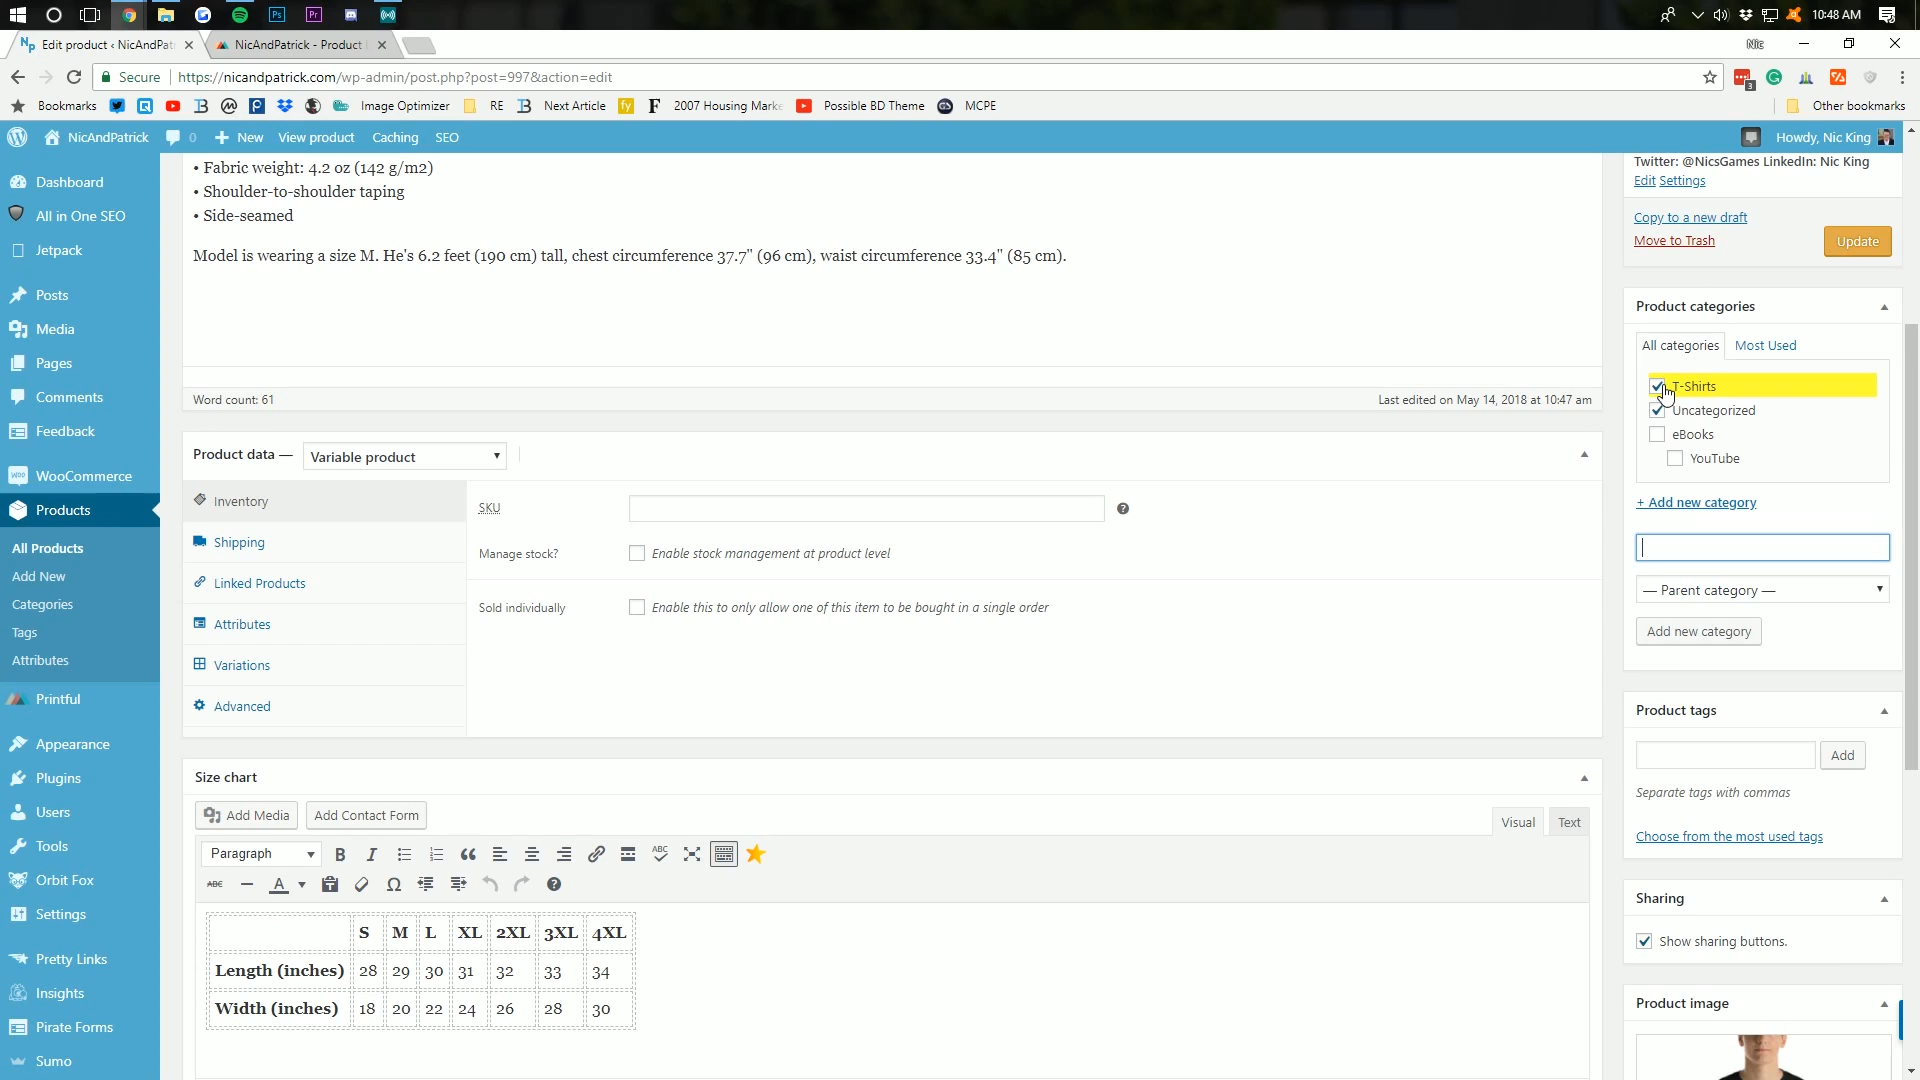 10:48 AM
Edit product ‹ NicAndPat
NicAndPatrick - Product
Nic
Secure
https://nicandpatrick.com/wp-admin/post.php?post=997&action=edit
3
Bookmarks
Image Optimizer
RE
Next Article
fy
2007 Housing Marke
Possible BD Theme
MCPE
Other bookmarks
NicAndPatrick
0
New
View product
Caching
SEO
Howdy, Nic King
Dashboard
All in One SEO
Jetpack
Posts
Media
Pages
Comments
Feedback
WooCommerce
Products
All Products
Add New
Categories
Tags
Attributes
Printful
Appearance
Plugins
Users
Tools
Orbit Fox
Settings
Pretty Links
Insights
Pirate Forms
Sumo
• Fabric weight: 4.2 oz (142 g/m2)
• Shoulder-to-shoulder taping
• Side-seamed
Model is wearing a size M. He's 6.2 feet (190 cm) tall, chest circumference 37.7" (96 cm), waist circumference 33.4" (85 cm).
Word count: 61
Last edited on May 14, 2018 at 10:47 am
Product data —
Variable product
Inventory
Shipping
Linked Products
Attributes
Variations
Advanced
SKU
Manage stock?
Enable stock management at product level
Sold individually
Enable this to only allow one of this item to be bought in a single order
Size chart
Add Media
Add Contact Form
Visual
Text
Paragraph
S M L XL 2XL 3XL 4XL
Length (inches) 28 29 30 31 32 33 34
Width (inches) 18 20 22 24 26 28 30
Twitter: @NicsGames LinkedIn: Nic King
Edit Settings
Copy to a new draft
Move to Trash
Update
Product categories
All categories
Most Used
T-Shirts
Uncategorized
eBooks
YouTube
+ Add new category
— Parent category —
Add new category
Product tags
Add
Separate tags with commas
Choose from the most used tags
Sharing
Show sharing buttons.
Product image